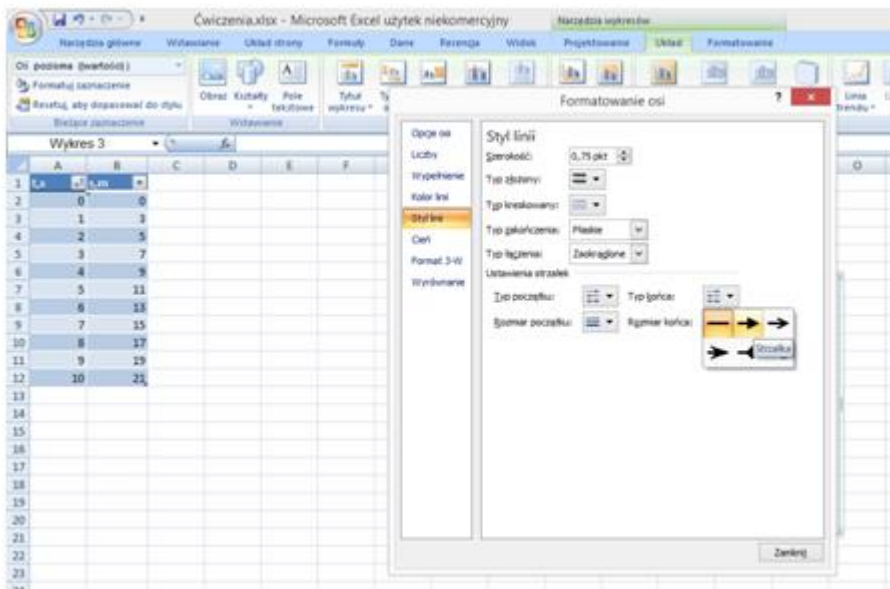 Ćwiczenia.xlsx - Microsoft Excel użytek niekomercyjny
Narzędzia wykresów
Narzędzia główne Wstawianie Układ strony Formuły Dane Recenzja Widok Projektowanie Układ Formatowanie
Oś pozioma (wartości)
Formatuj zaznaczenie
Resetuj, aby dopasować do stylu
Bieżące zaznaczenie
Obraz Kształty Pole tekstowe
Wstawianie
Tytuł wykresu
Linia trendu
Formatowanie osi
Wykres 3
fx
A B C D E F O
1 t,s s,m
2 0 0
3 1 3
4 2 5
5 3 7
6 4 9
7 5 11
8 6 13
9 7 15
10 8 17
11 9 19
12 10 21
13
14
15
16
17
18
19
20
21
22
23
Opcje osi
Liczby
Wypełnienie
Kolor linii
Styl linii
Cień
Format 3-W
Wyrównanie
Styl linii
Szerokość: 0,75 pkt
Typ złożony:
Typ kreskowany:
Typ zakończenia: Płaskie
Typ łączenia: Zaokrąglone
Ustawienia strzałek
Typ początku: Typ końca:
Rozmiar początku: Rozmiar końca:
Strzałka
Zamknij